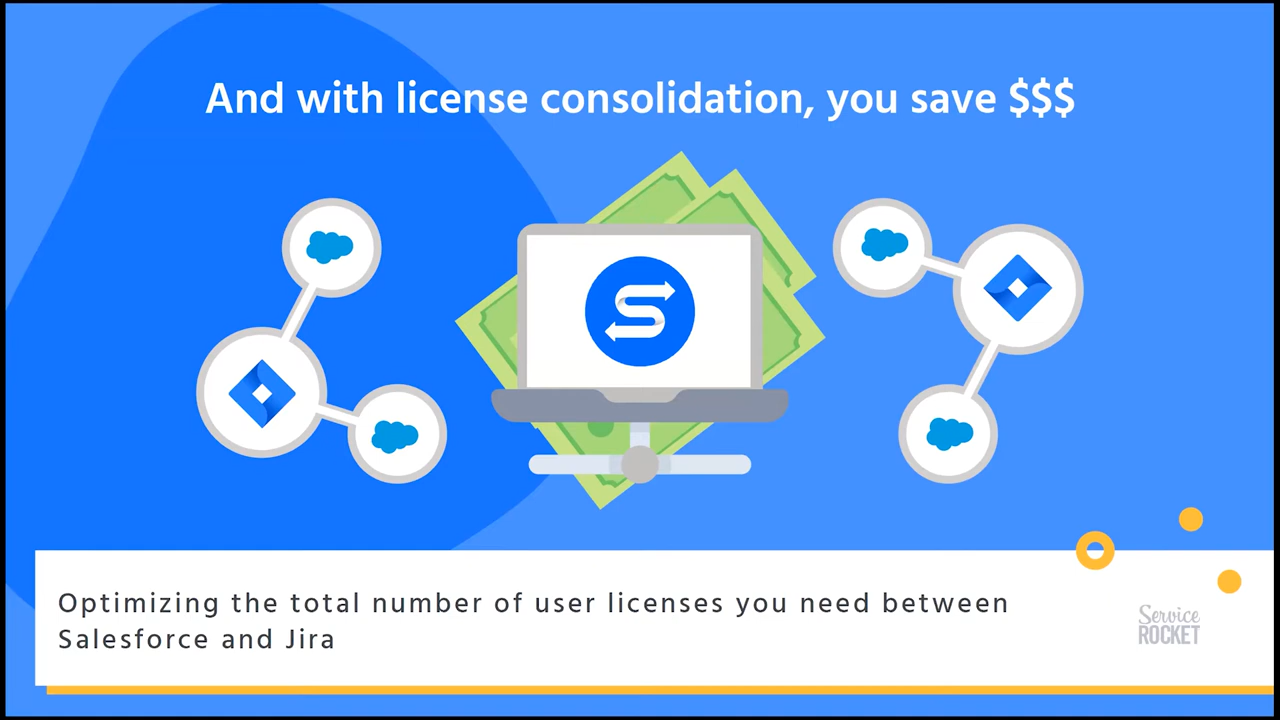 And with license consolidation, you save $$$
S
Optimizing the total number of user licenses you need between
Salesforce and Jira
Service
ROCKET